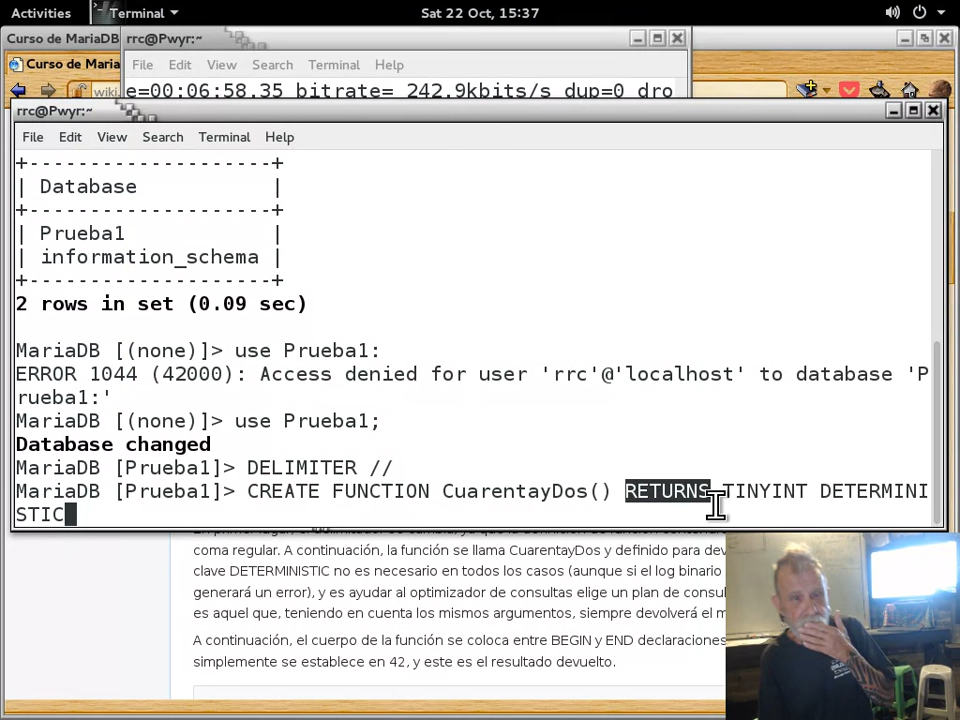 Activities Terminal Sat 22 Oct, 15:37
Curso de MariaDB rrc@Pwyr:~
Curso de Maria File Edit View Search Terminal Help
wiki. e=00:06:58.35 bitrate= 242.9kbits/s dup=0 dro
rrc@Pwyr:~
File Edit View Search Terminal Help
+--------------------+
| Database |
+--------------------+
| Prueba1 |
| information_schema |
+--------------------+
2 rows in set (0.09 sec)
MariaDB [(none)]> use Prueba1:
ERROR 1044 (42000): Access denied for user 'rrc'@'localhost' to database 'P
rueba1:'
MariaDB [(none)]> use Prueba1;
Database changed
MariaDB [Prueba1]> DELIMITER //
MariaDB [Prueba1]> CREATE FUNCTION CuarentayDos() RETURNS TINYINT DETERMINI
STIC
coma regular. A continuación, la función se llama CuarentayDos y definido para dev
clave DETERMINISTIC no es necesario en todos los casos (aunque si el log binario
generará un error), y es ayudar al optimizador de consultas elige un plan de consul
es aquel que, teniendo en cuenta los mismos argumentos, siempre devolverá el m
A continuación, el cuerpo de la función se coloca entre BEGIN y END declaraciones
simplemente se establece en 42, y este es el resultado devuelto.